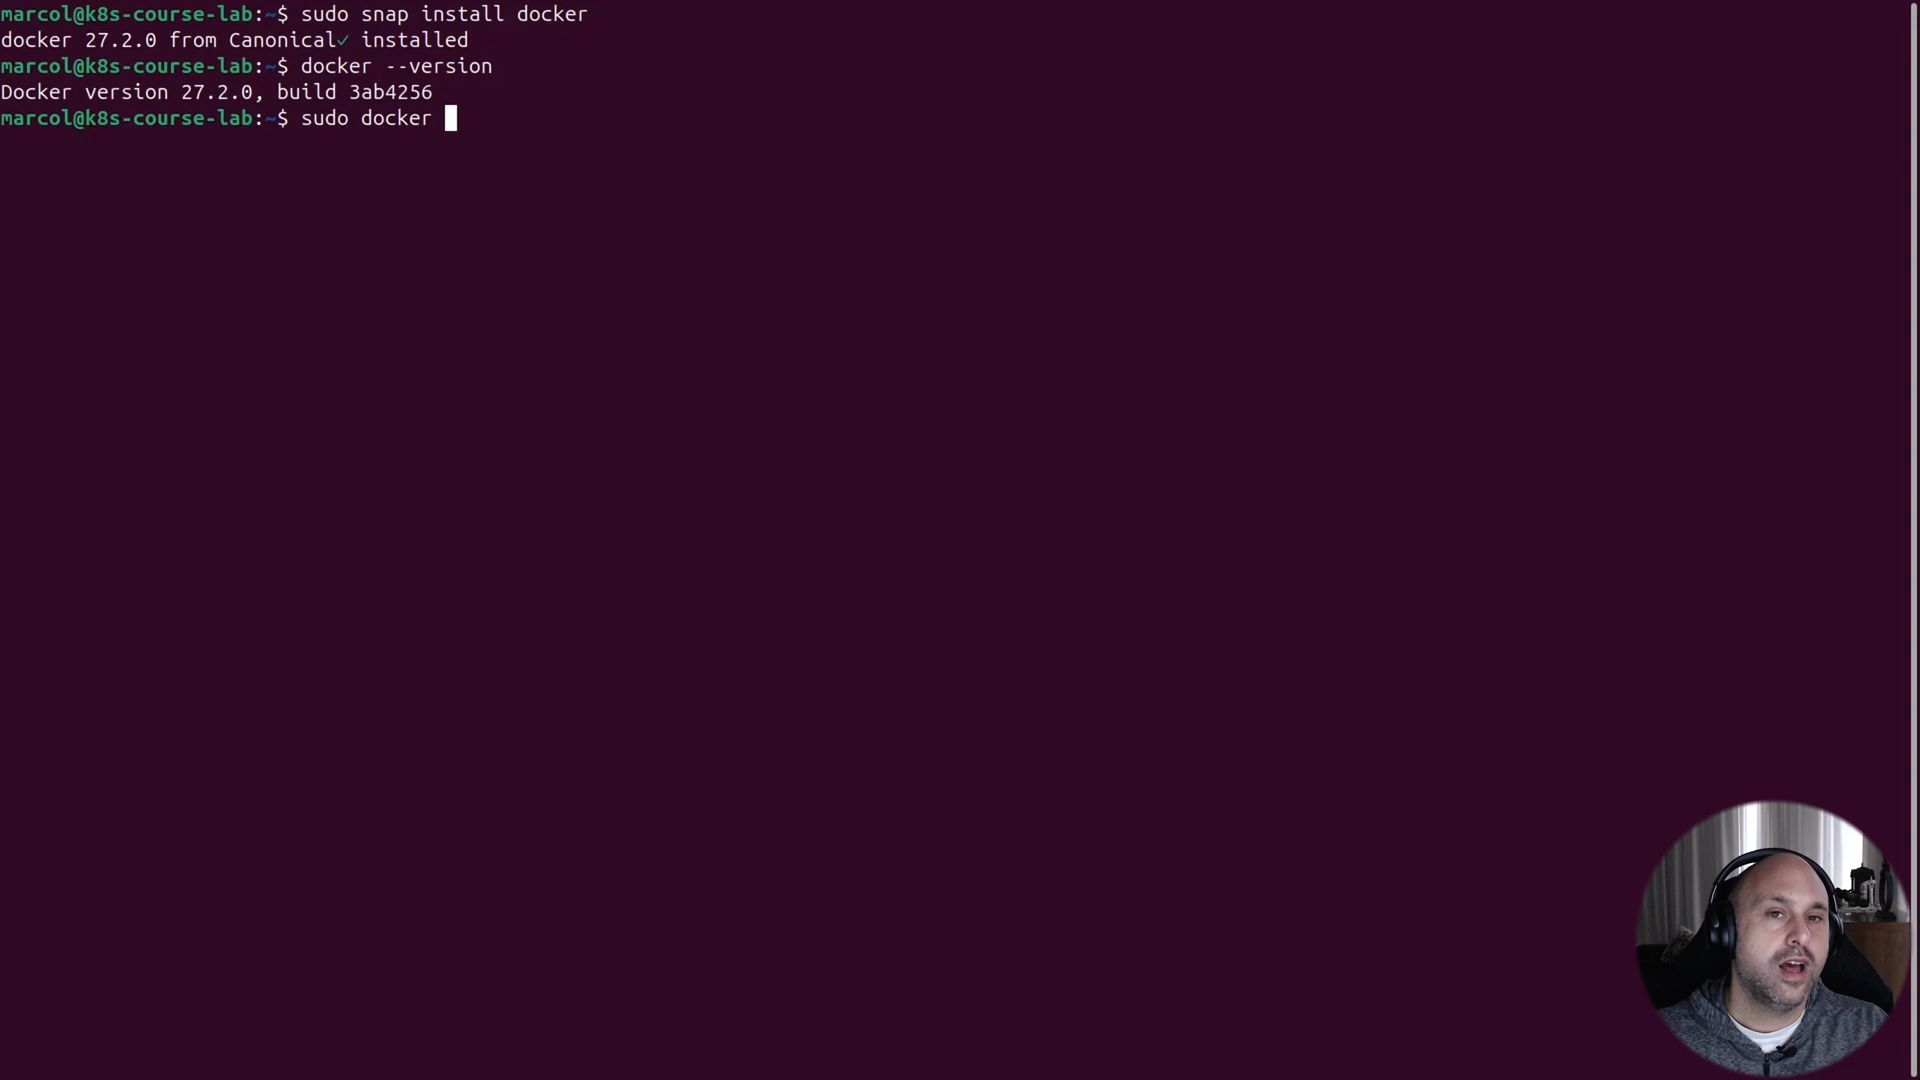 marcol@k8s-course-lab:~$ sudo snap install docker
docker 27.2.0 from Canonical✓ installed
marcol@k8s-course-lab:~$ docker --version
Docker version 27.2.0, build 3ab4256
marcol@k8s-course-lab:~$ sudo docker